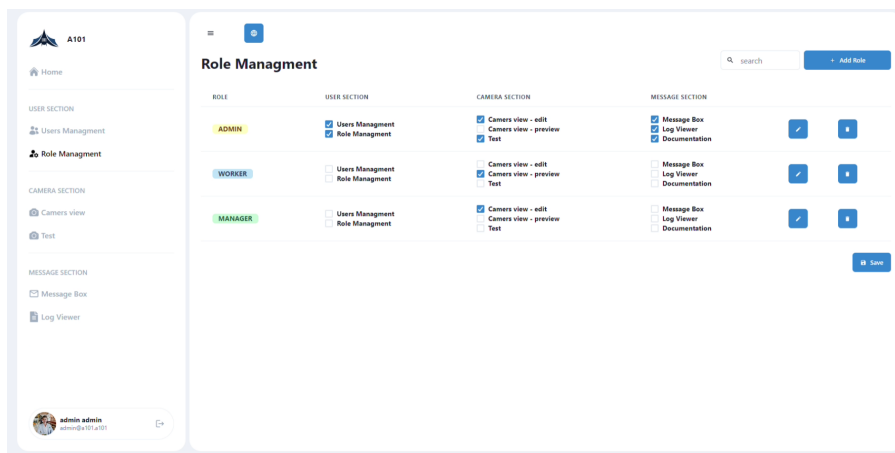 A101
Home
USER SECTION
Users Managment
Role Managment
CAMERA SECTION
Camers view
Test
MESSAGE SECTION
Message Box
Log Viewer
admin admin
admin@a101.a101
Role Managment
search
+ Add Role
ROLE USER SECTION CAMERA SECTION MESSAGE SECTION
ADMIN
Users Managment
Role Managment
Camers view - edit
Camers view - preview
Test
Message Box
Log Viewer
Documentation
WORKER
Users Managment
Role Managment
Camers view - edit
Camers view - preview
Test
Message Box
Log Viewer
Documentation
MANAGER
Users Managment
Role Managment
Camers view - edit
Camers view - preview
Test
Message Box
Log Viewer
Documentation
Save